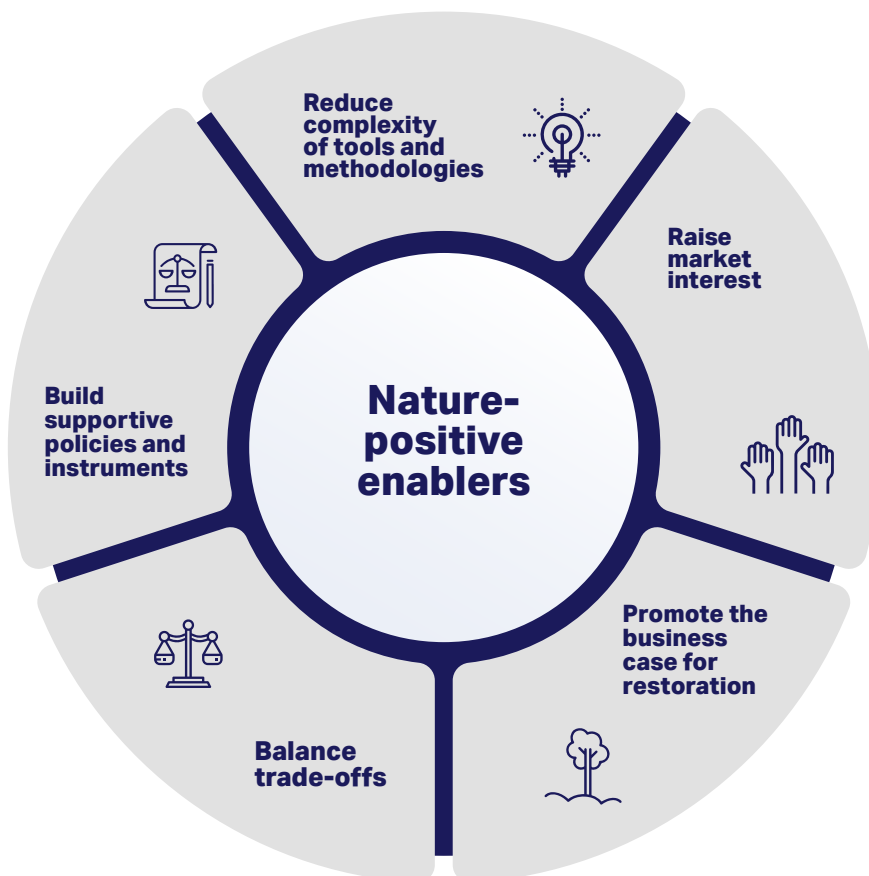 Reduce
complexity
of tools and
methodologies
Raise
market
interest
Promote the
business
case for
restoration
Balance
trade-offs
Build
supportive
policies and
instruments
Nature-
positive
enablers